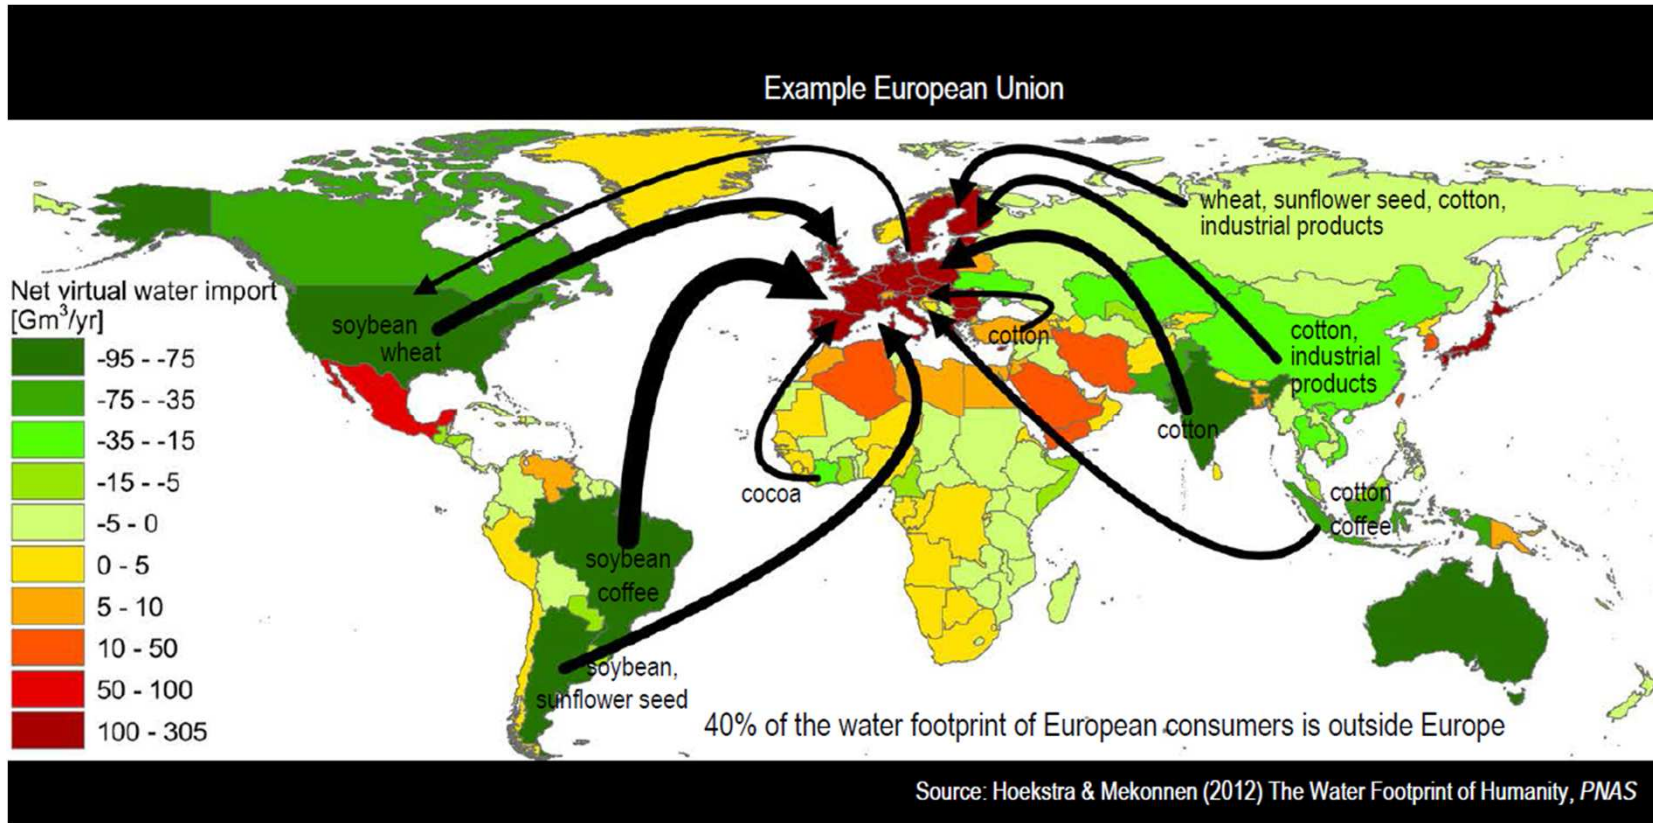 Example European Union
wheat, sunflower seed, cotton,
industrial products
Net virtual water import
[Gm³/yr]
-95 - -75
-75 - -35
-35 - -15
-15 - -5
-5 - 0
0 - 5
5 - 10
10 - 50
50 - 100
100 - 305
soybean
wheat
cotton
cotton,
industrial
products
cotton
cocoa
cotton
coffee
soybean
coffee
soybean,
sunflower seed
40% of the water footprint of European consumers is outside Europe
Source: Hoekstra & Mekonnen (2012) The Water Footprint of Humanity, PNAS